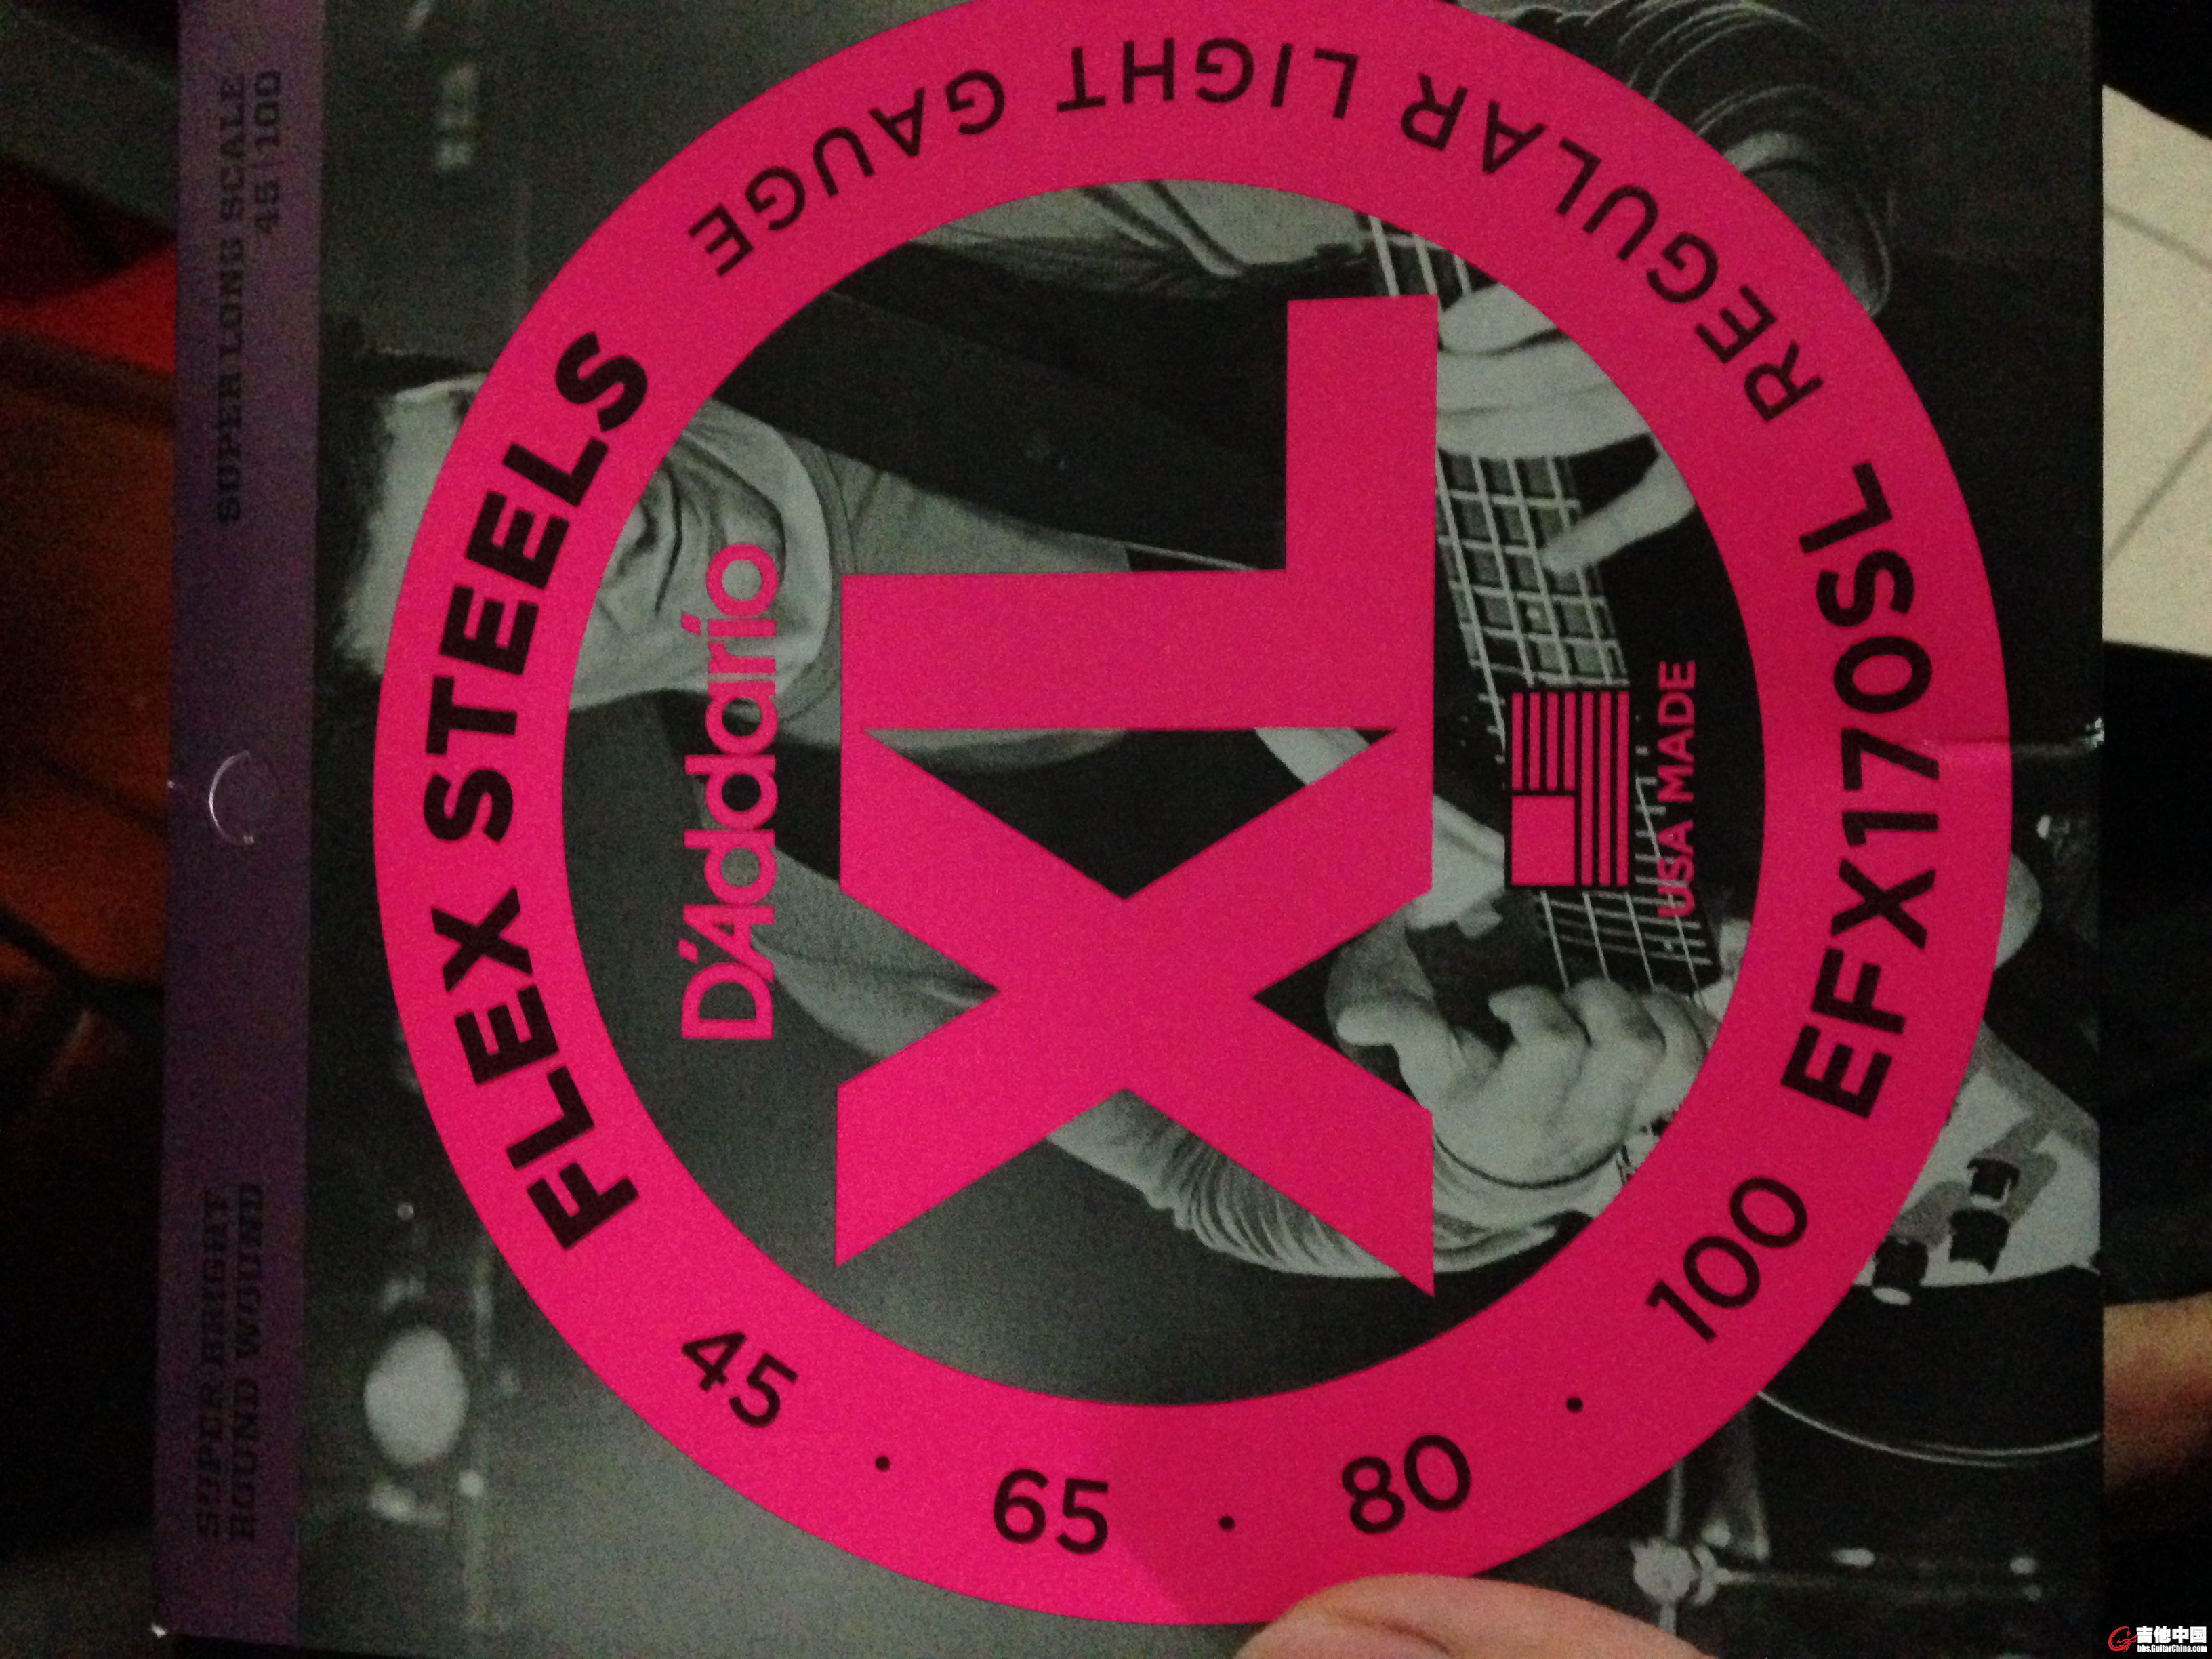 SUPER BRIGHT
ROUND WOUND
SUPER LONG SCALE
45|100
FLEX STEELS
D'Addario
XL
USA MADE
45 · 65 · 80 · 100
EFX170SL
REGULAR LIGHT GAUGE
吉他中国
bbs.GuitarChina.com